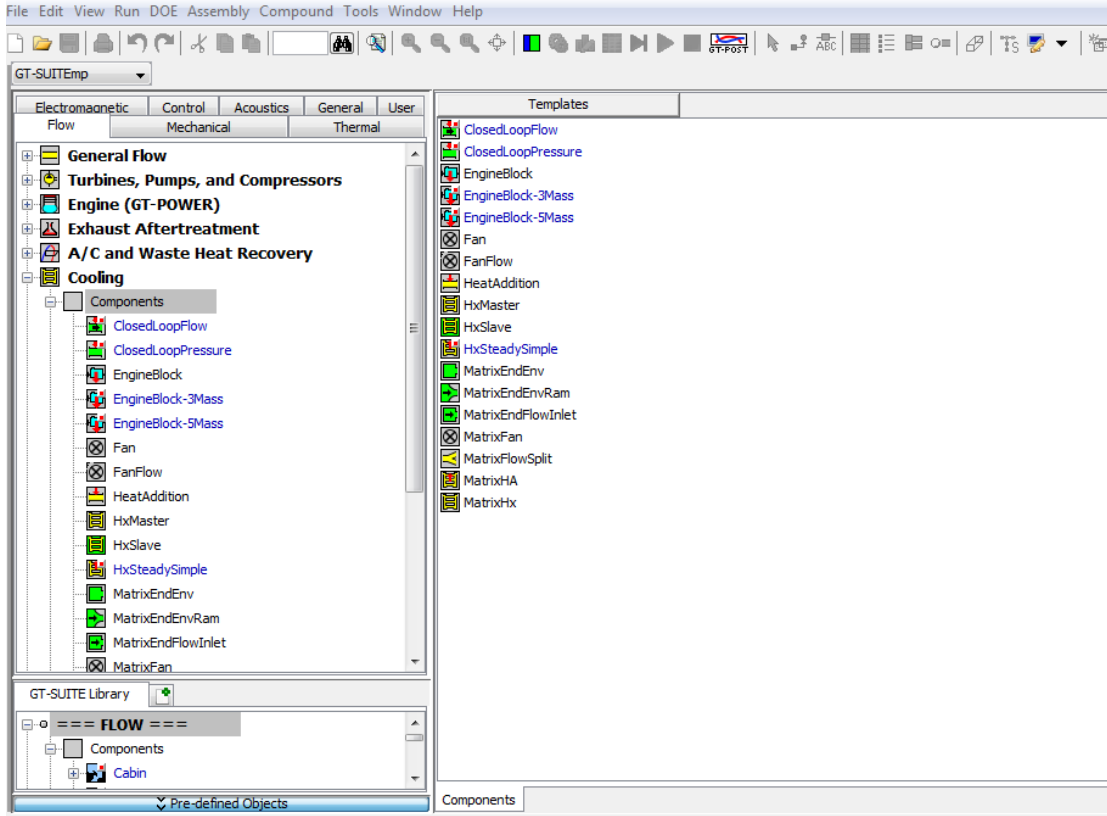 File Edit View Run DOE Assembly Compound Tools Window Help
GT-POST ABC TS
GT-SUITEmp
Electromagnetic Control Acoustics General User
Flow Mechanical Thermal
General Flow
Turbines, Pumps, and Compressors
Engine (GT-POWER)
Exhaust Aftertreatment
A/C and Waste Heat Recovery
Cooling
Components
ClosedLoopFlow
ClosedLoopPressure
EngineBlock
EngineBlock-3Mass
EngineBlock-5Mass
Fan
FanFlow
HeatAddition
HxMaster
HxSlave
HxSteadySimple
MatrixEndEnv
MatrixEndEnvRam
MatrixEndFlowInlet
MatrixFan
GT-SUITE Library
=== FLOW ===
Components
Cabin
Pre-defined Objects
Templates
ClosedLoopFlow
ClosedLoopPressure
EngineBlock
EngineBlock-3Mass
EngineBlock-5Mass
Fan
FanFlow
HeatAddition
HxMaster
HxSlave
HxSteadySimple
MatrixEndEnv
MatrixEndEnvRam
MatrixEndFlowInlet
MatrixFan
MatrixFlowSplit
MatrixHA
MatrixHx
Components